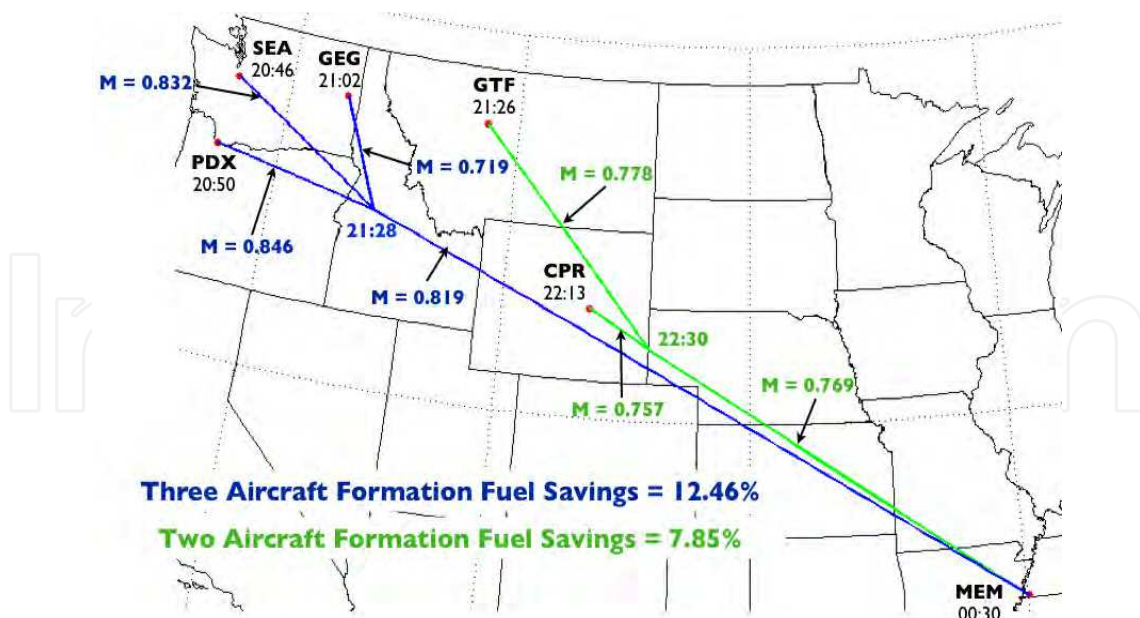 SEA
20:46
GEG
21:02
M = 0.832
GTF
21:26
PDX
20:50
M = 0.719
M = 0.778
M = 0.846
21:28
M = 0.819
CPR
22:13
22:30
M = 0.757
M = 0.769
Three Aircraft Formation Fuel Savings = 12.46%
Two Aircraft Formation Fuel Savings = 7.85%
MEM
00:30